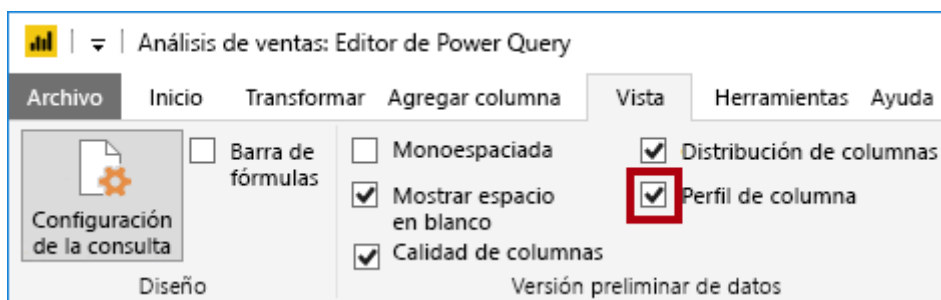 Análisis de ventas: Editor de Power Query
Archivo Inicio Transformar Agregar columna Vista Herramientas Ayuda
Configuración
de la consulta
Barra de
fórmulas
Diseño
Monoespaciada
Mostrar espacio
en blanco
Calidad de columnas
Distribución de columnas
Perfil de columna
Versión preliminar de datos